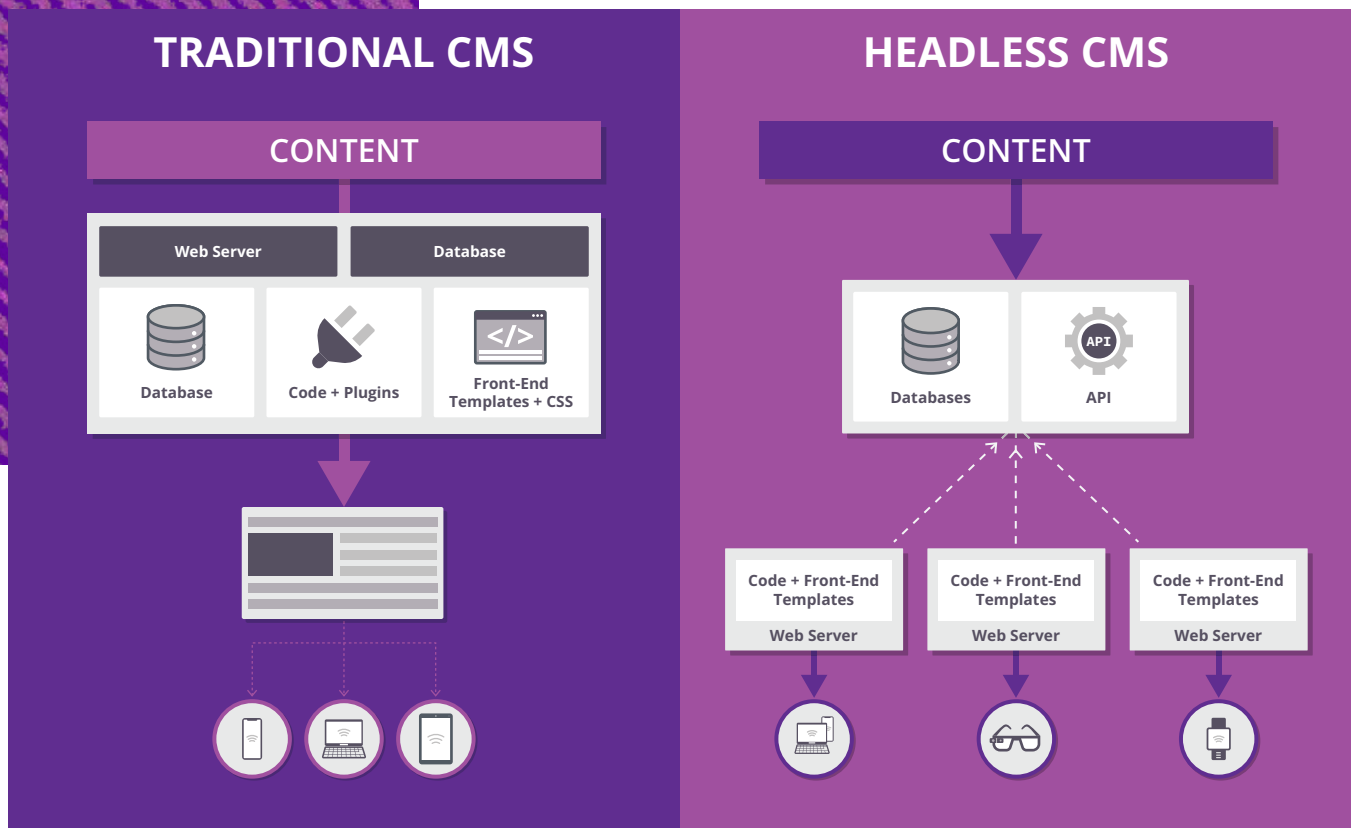 TRADITIONAL CMS
CONTENT
Web Server
Database
Database
Code + Plugins
</>
Front-End
Templates + CSS
HEADLESS CMS
CONTENT
Databases
API
API
Code + Front-End
Templates
Web Server
Code + Front-End
Templates
Web Server
Code + Front-End
Templates
Web Server